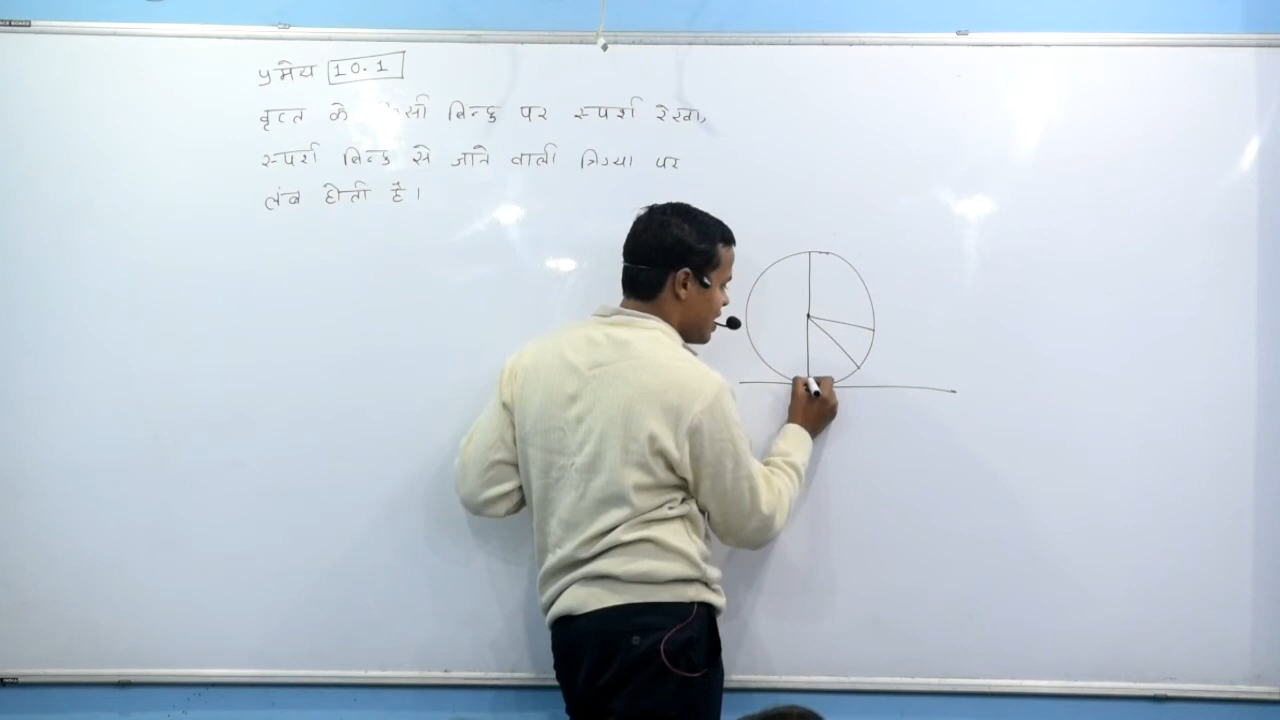 प्रमेय 10.1
वृत्त के किसी बिन्दु पर स्पर्श रेखा,
स्पर्श बिन्दु से जाने वाली त्रिज्या पर
लंब होती है।